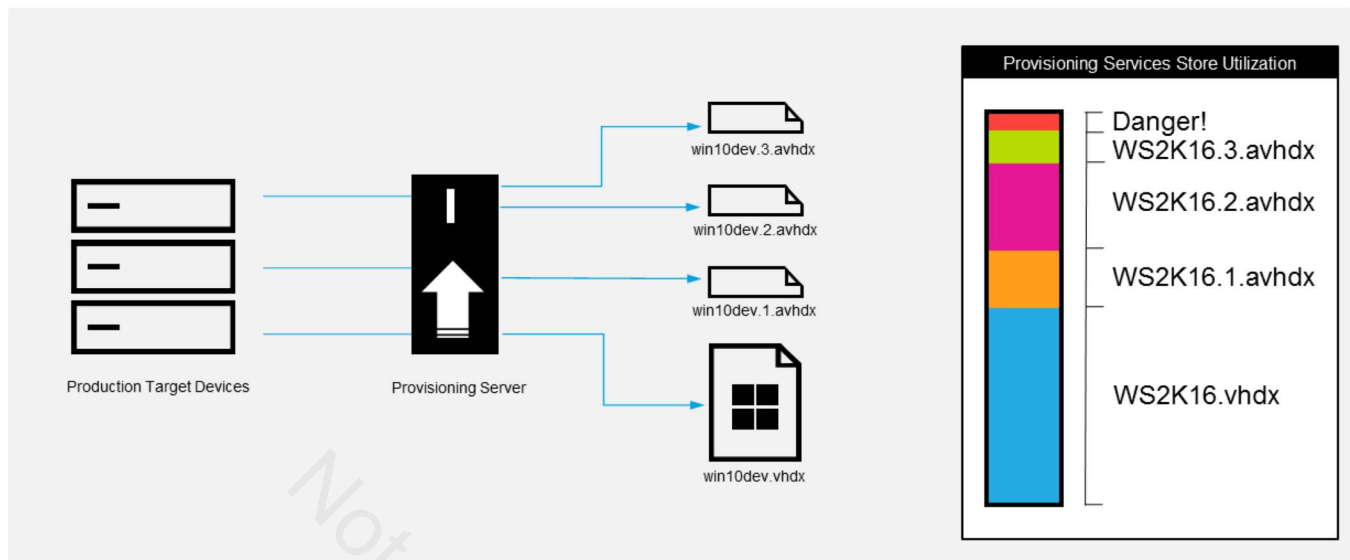 Provisioning Services Store Utilization
win10dev.3.avhdx
win10dev.2.avhdx
win10dev.1.avhdx
win10dev.vhdx
Production Target Devices
Provisioning Server
Danger!
WS2K16.3.avhdx
WS2K16.2.avhdx
WS2K16.1.avhdx
WS2K16.vhdx
Not